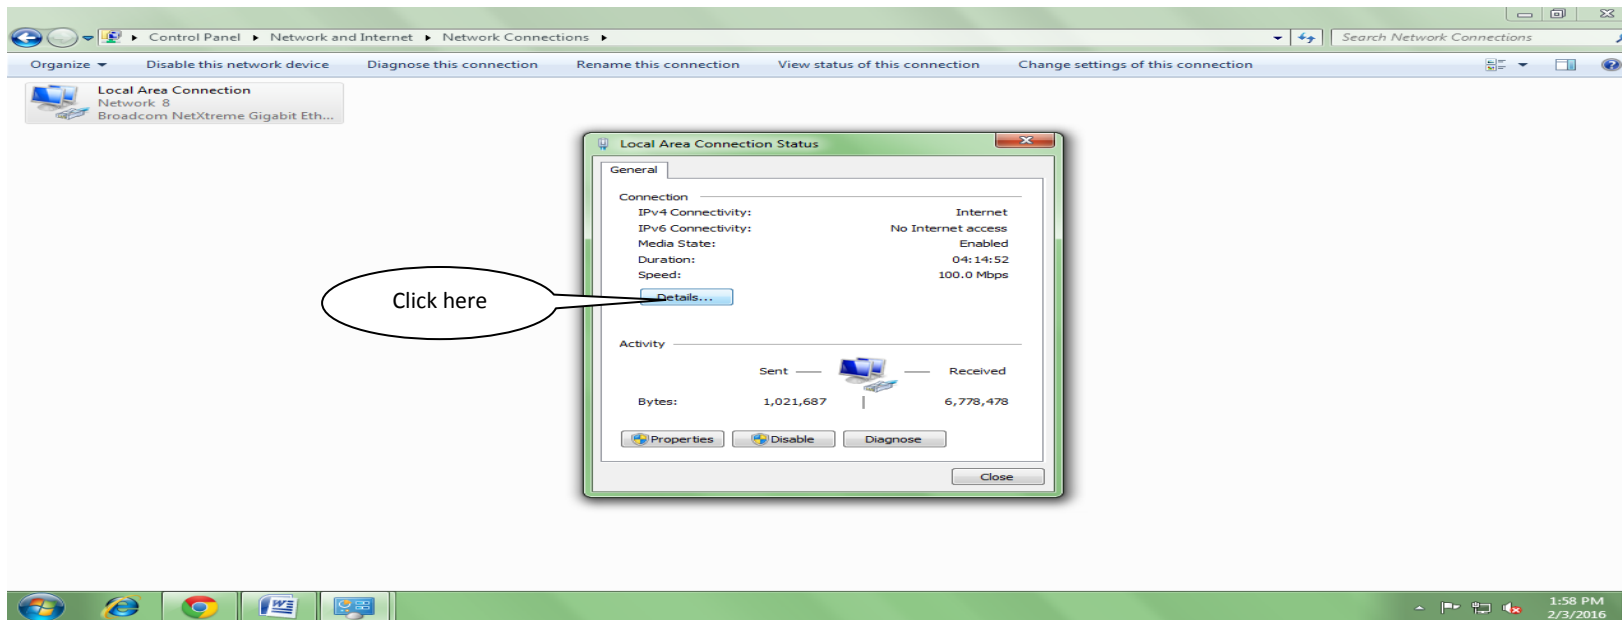 Control Panel Network and Internet Network Connections
Search Network Connections
Organize Disable this network device Diagnose this connection Rename this connection View status of this connection Change settings of this connection
Local Area Connection
Network 8
Broadcom NetXtreme Gigabit Eth...
Local Area Connection Status
General
Connection
IPv4 Connectivity: Internet
IPv6 Connectivity: No Internet access
Media State: Enabled
Duration: 04:14:52
Speed: 100.0 Mbps
Click here
Details...
Activity
Sent Received
Bytes: 1,021,687 6,778,478
Properties Disable Diagnose
Close
1:58 PM
2/3/2016